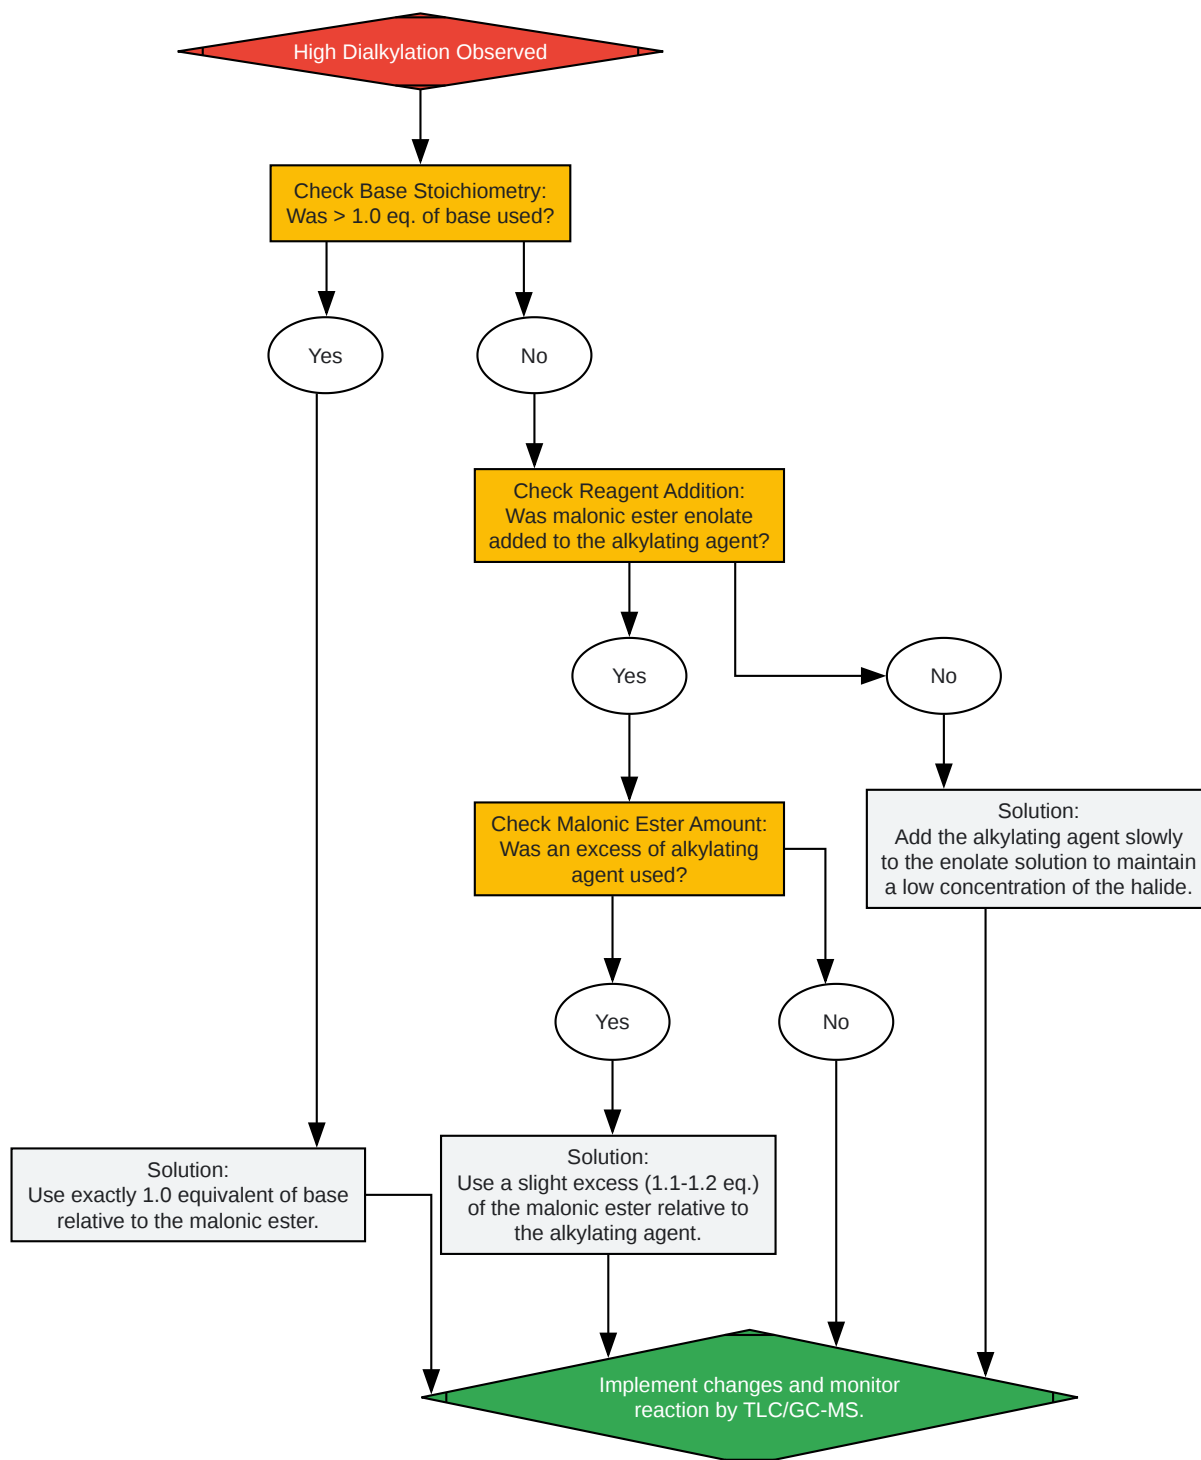 High Dialkylation Observed
Check Base Stoichiometry:
Was > 1.0 eq. of base used?
Yes
No
Check Reagent Addition:
Was malonic ester enolate
added to the alkylating agent?
Yes
No
Check Malonic Ester Amount:
Was an excess of alkylating
agent used?
Solution:
Add the alkylating agent slowly
to the enolate solution to maintain
a low concentration of the halide.
Yes
No
Solution:
Use exactly 1.0 equivalent of base
relative to the malonic ester.
Solution:
Use a slight excess (1.1-1.2 eq.)
of the malonic ester relative to
the alkylating agent.
Implement changes and monitor
reaction by TLC/GC-MS.